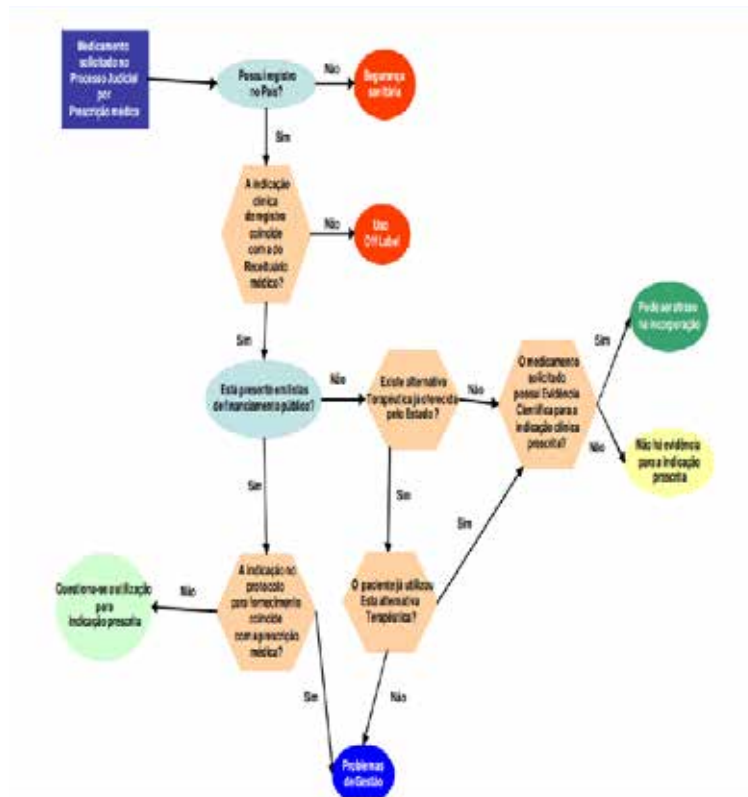 Medicamento
solicitado no
Processo Judicial
por
Prescrição médica
Possui registro
no País?
Não
Segurança
sanitária
Sim
A indicação
clínica
do registro
coincide
com a do
Receituário
médico?
Não
Uso
Off Label
Sim
Está presente em listas
de financiamento público?
Não
Existe alternativa
Terapêutica já oferecida
pelo Estado ?
Não
O medicamento
solicitado
possui Evidência
Científica para a
indicação clínica
prescrita?
Sim
Pode ser atraso
na incorporação
Não
Não há evidência
para a indicação
prescrita
Sim
Sim
Sim
A indicação no
protocolo
para fornecimento
coincide
com a prescrição
médica?
Não
Questiona-se a utilização
para
indicação prescrita
O paciente já utilizou
Esta alternativa
Terapêutica?
Sim
Não
Problemas
de Gestão